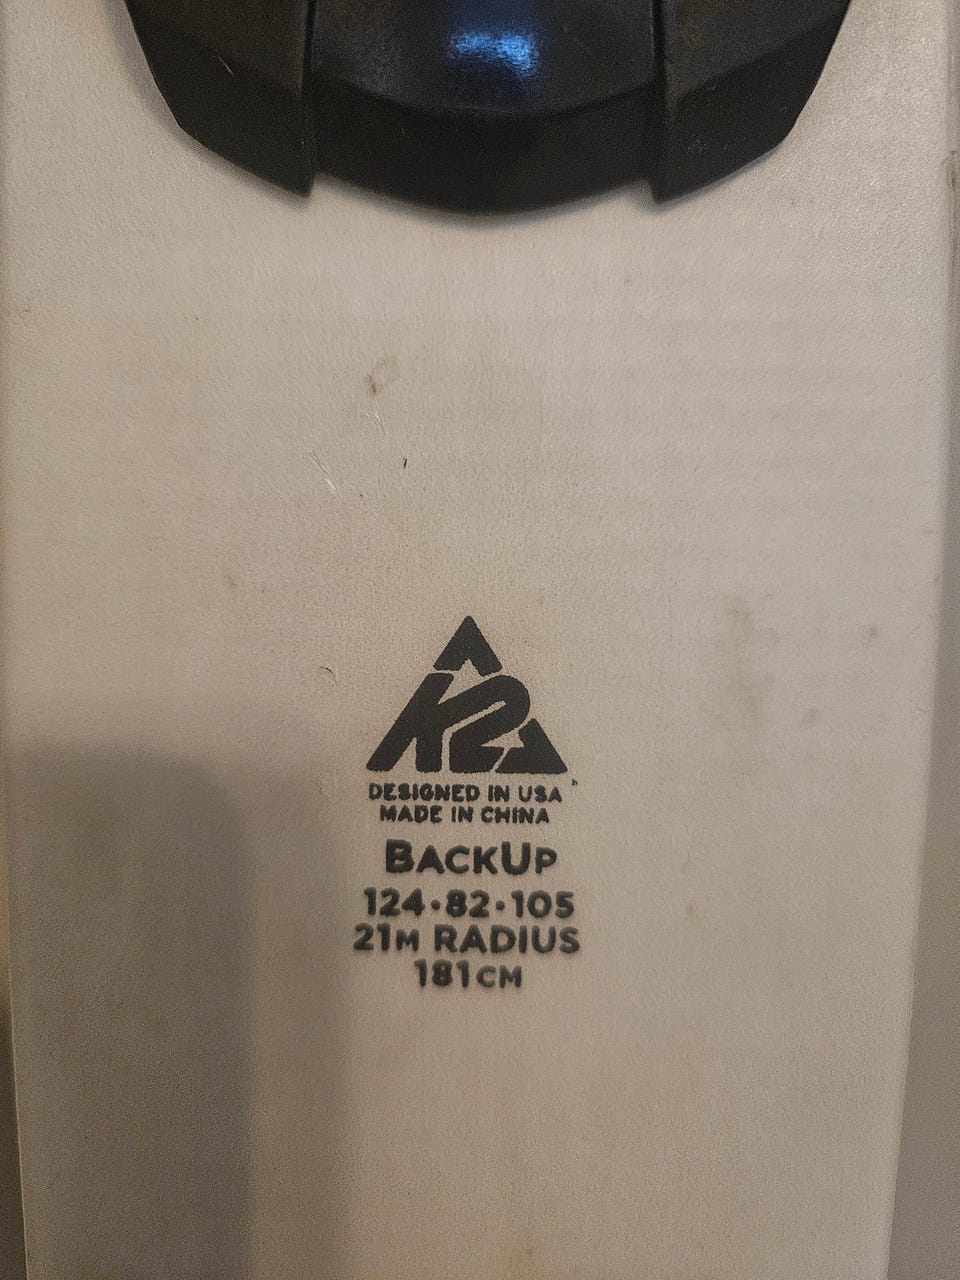 K2
DESIGNED IN USA
MADE IN CHINA
BACKUP
124•82•105
21M RADIUS
181CM